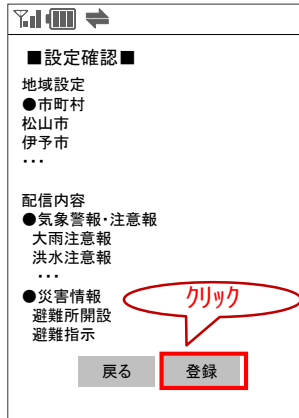 ■設定確認■
地域設定
●市町村
松山市
伊予市
・・・
配信内容
●気象警報・注意報
大雨注意報
洪水注意報
・・・
●災害情報
避難所開設
避難指示
クリック
戻る 登録